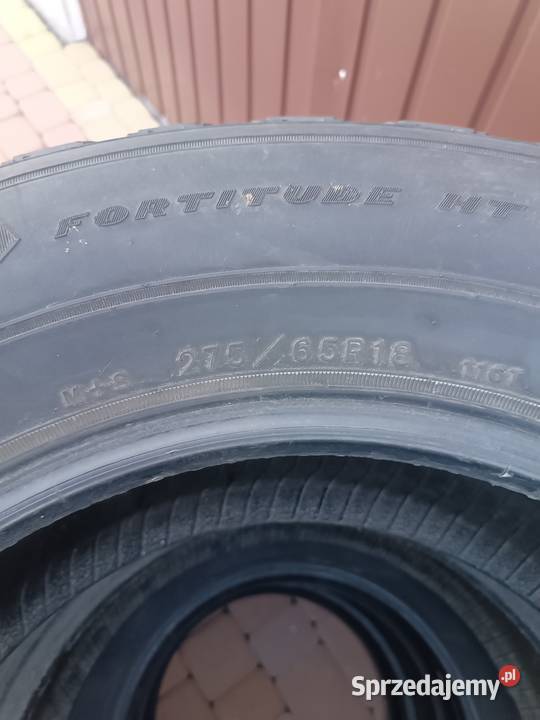 FORTITUDE HT
M+S 275/65R18 116T
Sprzedajemy.pl